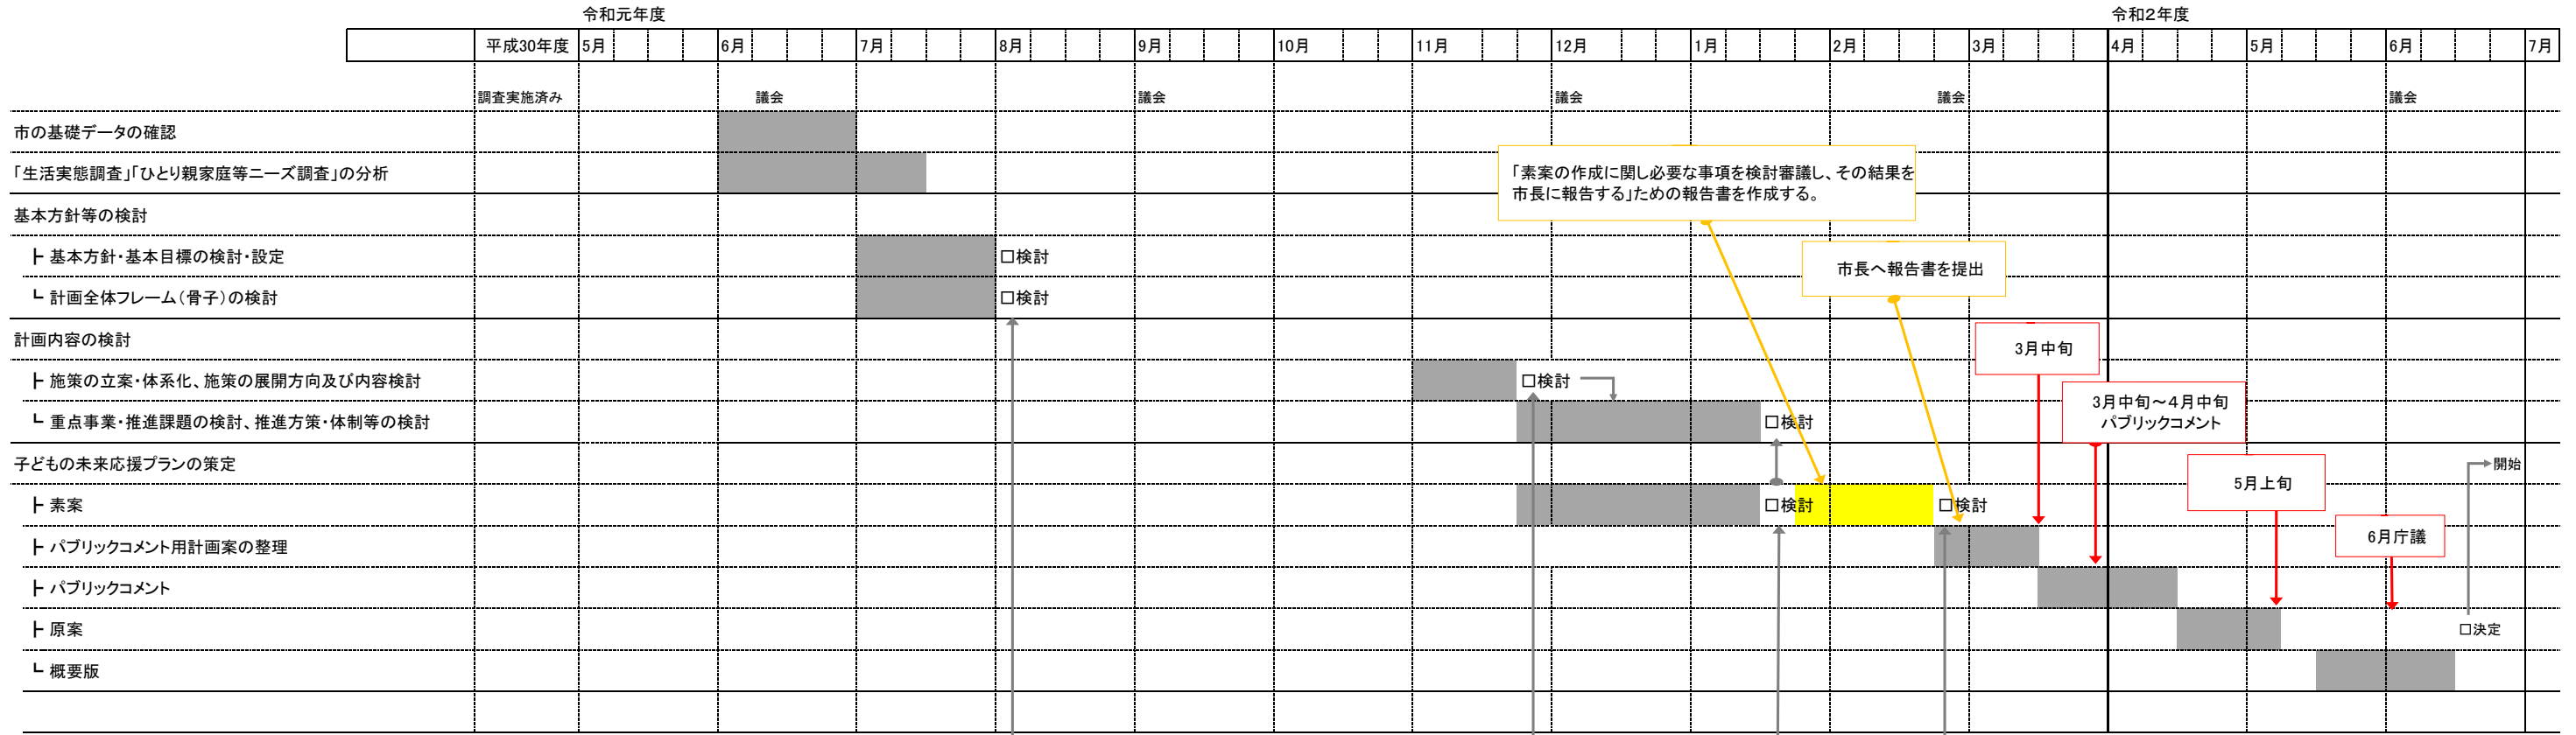 令和元年度
令和2年度
平成30年度 5月 6月 7月 8月 9月 10月 11月 12月 1月 2月 3月 4月 5月 6月 7月
調査実施済み 議会 議会 議会 議会 議会
市の基礎データの確認
「生活実態調査」「ひとり親家庭等ニーズ調査」の分析
「素案の作成に関し必要な事項を検討審議し、その結果を
市長に報告する」ための報告書を作成する。
基本方針等の検討
┣ 基本方針・基本目標の検討・設定 □検討
市長へ報告書を提出
┗ 計画全体フレーム(骨子)の検討 □検討
計画内容の検討
3月中旬
┣ 施策の立案・体系化、施策の展開方向及び内容検討 □検討
3月中旬～4月中旬
パブリックコメント
┗ 重点事業・推進課題の検討、推進方策・体制等の検討 □検討
子どもの未来応援プランの策定 開始
5月上旬
┣ 素案 □検討 □検討
┣ パブリックコメント用計画案の整理
6月庁議
┣ パブリックコメント
┣ 原案 □決定
┗ 概要版